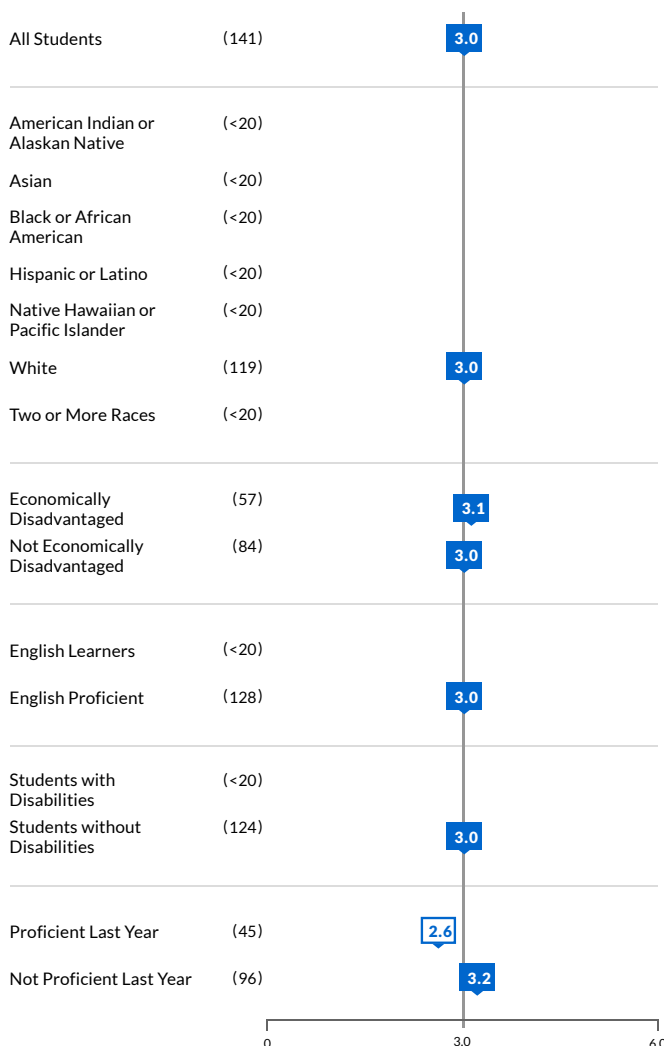 All Students (141) 3.0
American Indian or (<20)
Alaskan Native
Asian (<20)
Black or African (<20)
American
Hispanic or Latino (<20)
Native Hawaiian or (<20)
Pacific Islander
White (119) 3.0
Two or More Races (<20)
Economically (57) 3.1
Disadvantaged
Not Economically (84) 3.0
Disadvantaged
English Learners (<20)
English Proficient (128) 3.0
Students with (<20)
Disabilities
Students without (124) 3.0
Disabilities
Proficient Last Year (45) 2.6
Not Proficient Last Year (96) 3.2
0 3.0 6.0